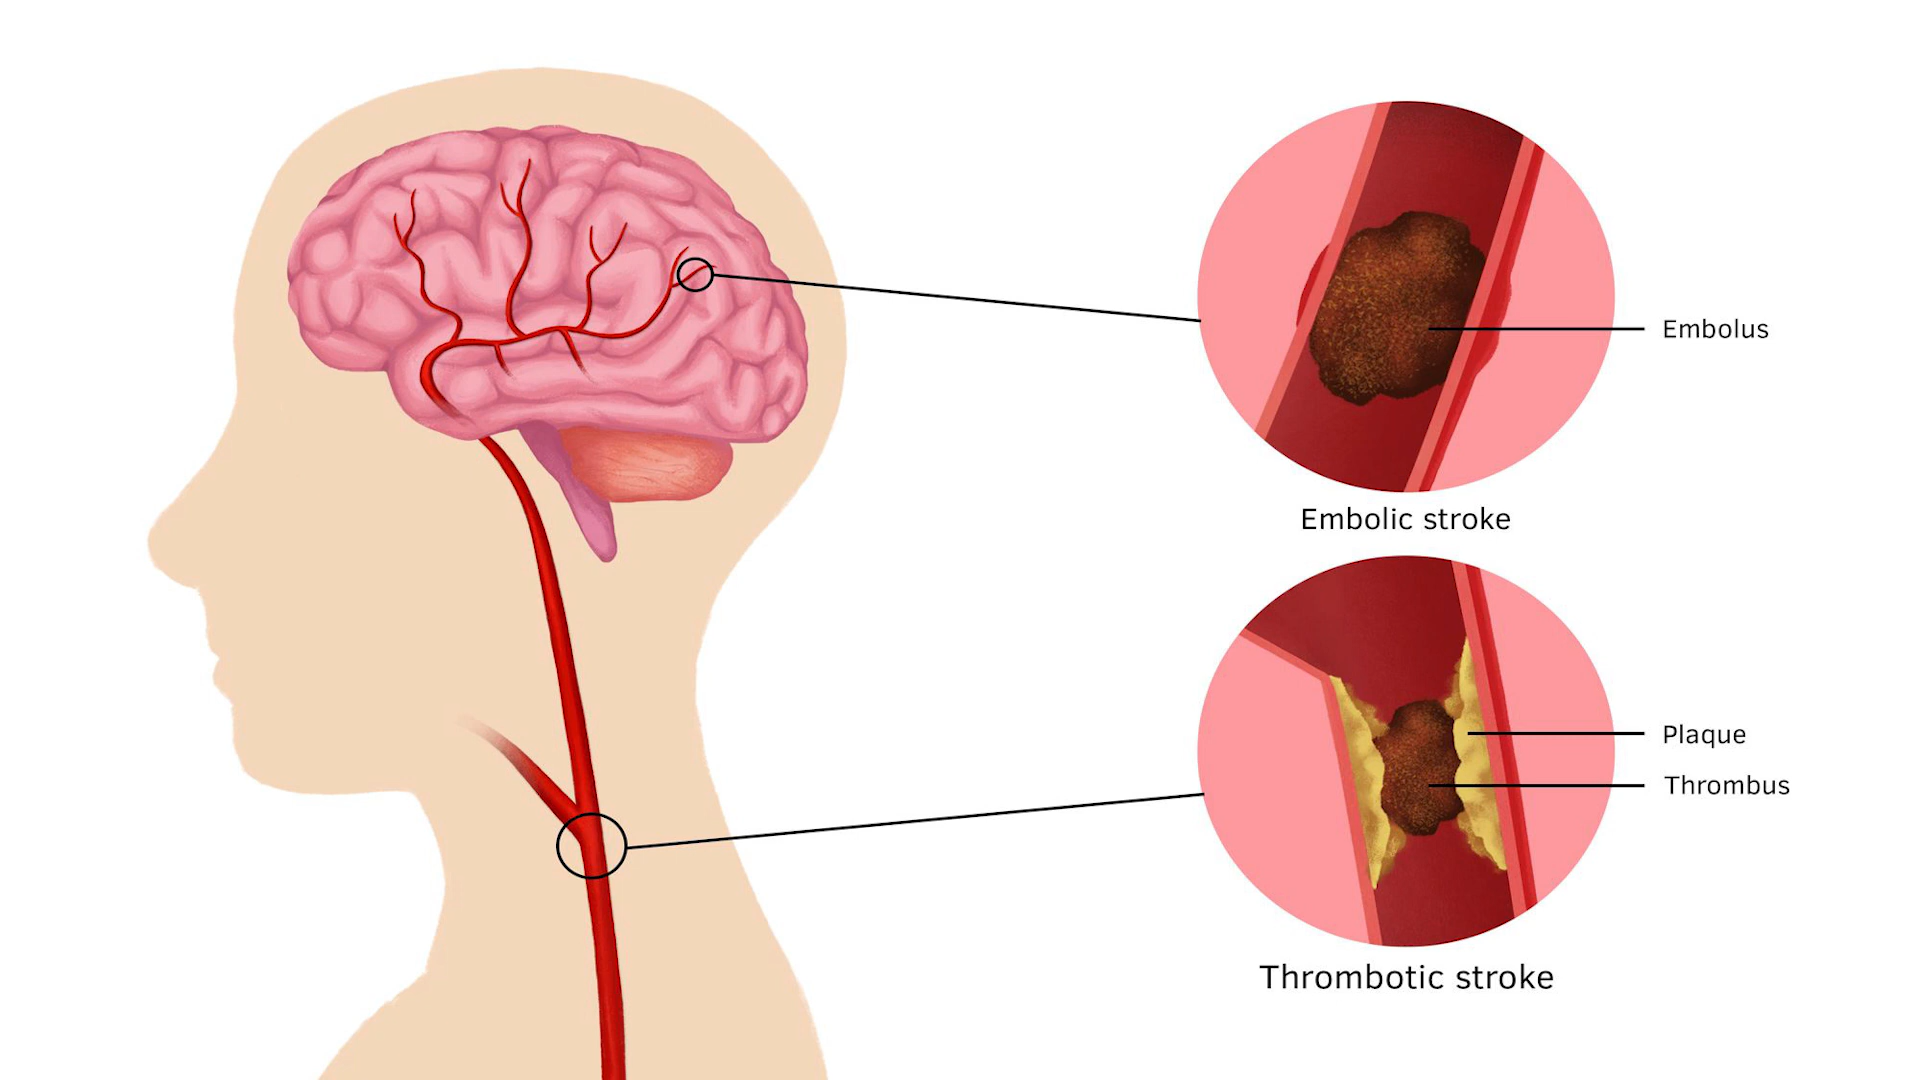 Embolus
Embolic stroke
Plaque
Thrombus
Thrombotic stroke